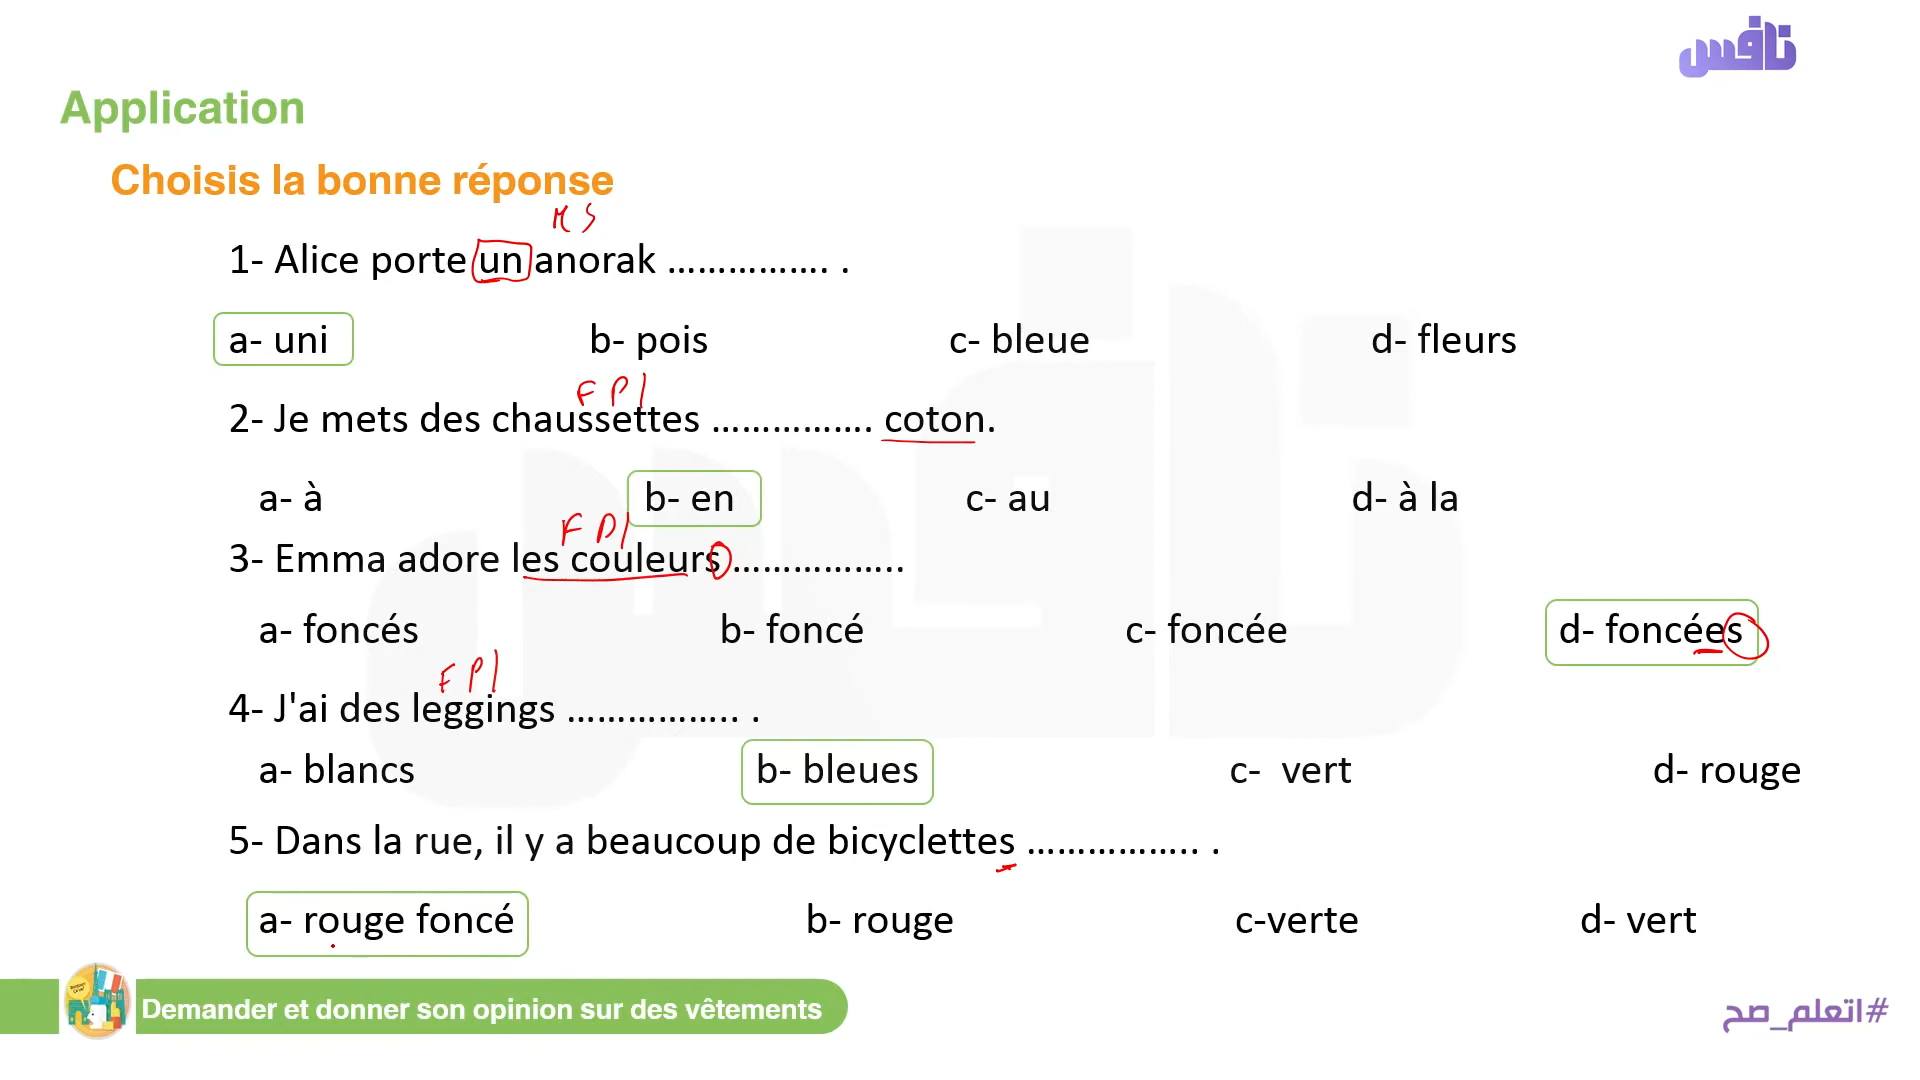 نافس
Application
Choisis la bonne réponse
M S
1- Alice porte un anorak ................ .
a- uni b- pois c- bleue d- fleurs
F Pl
2- Je mets des chaussettes ................ coton.
a- à b- en c- au d- à la
F Pl
3- Emma adore les couleurs .................
a- foncés b- foncé c- foncée d- foncées
F Pl
4- J'ai des leggings ................. .
a- blancs b- bleues c- vert d- rouge
5- Dans la rue, il y a beaucoup de bicyclettes ................. .
a- rouge foncé b- rouge c-verte d- vert
Demander et donner son opinion sur des vêtements
#اتعلم_صح